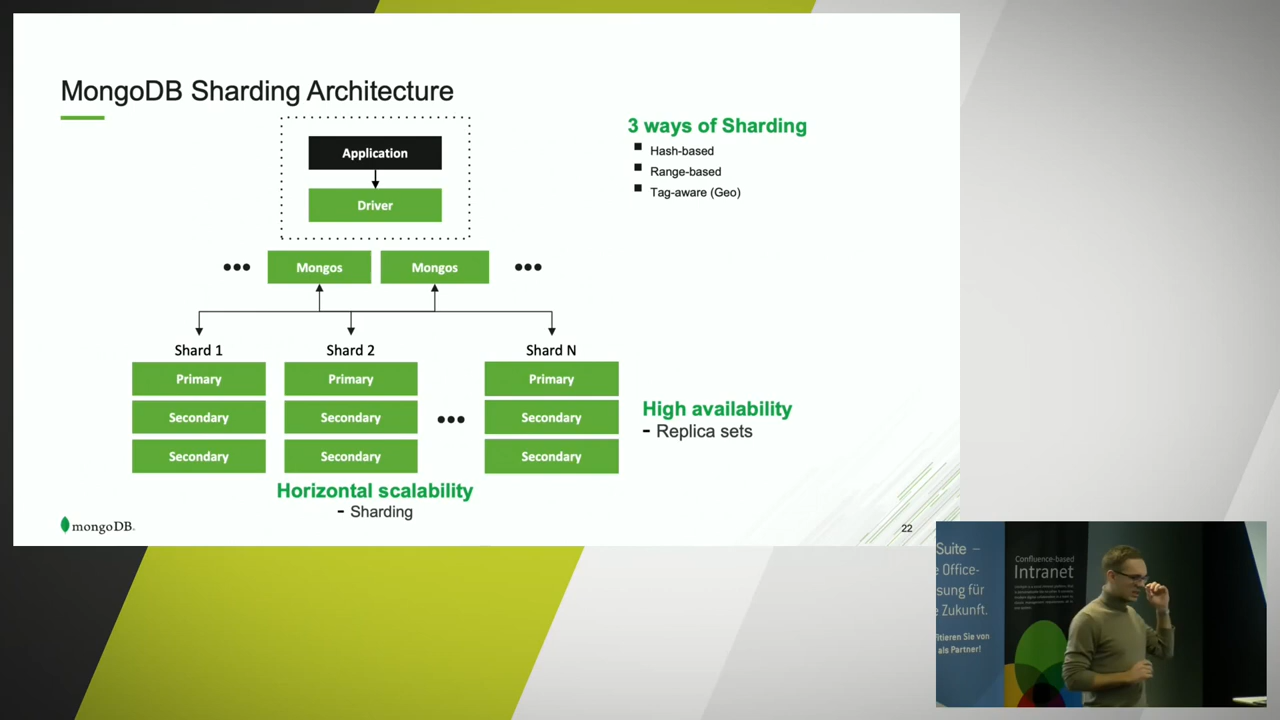 MongoDB Sharding Architecture
3 ways of Sharding
Hash-based
Range-based
Tag-aware (Geo)
Application
Driver
Mongos
Mongos
Shard 1
Shard 2
Shard N
Primary
Primary
Primary
Secondary
Secondary
Secondary
Secondary
Secondary
Secondary
High availability
- Replica sets
Horizontal scalability
- Sharding
mongoDB.
22
Suite –
e Office-
sung für
e Zukunft.
fitieren Sie von
als Partner!
Confluence-based
Intranet